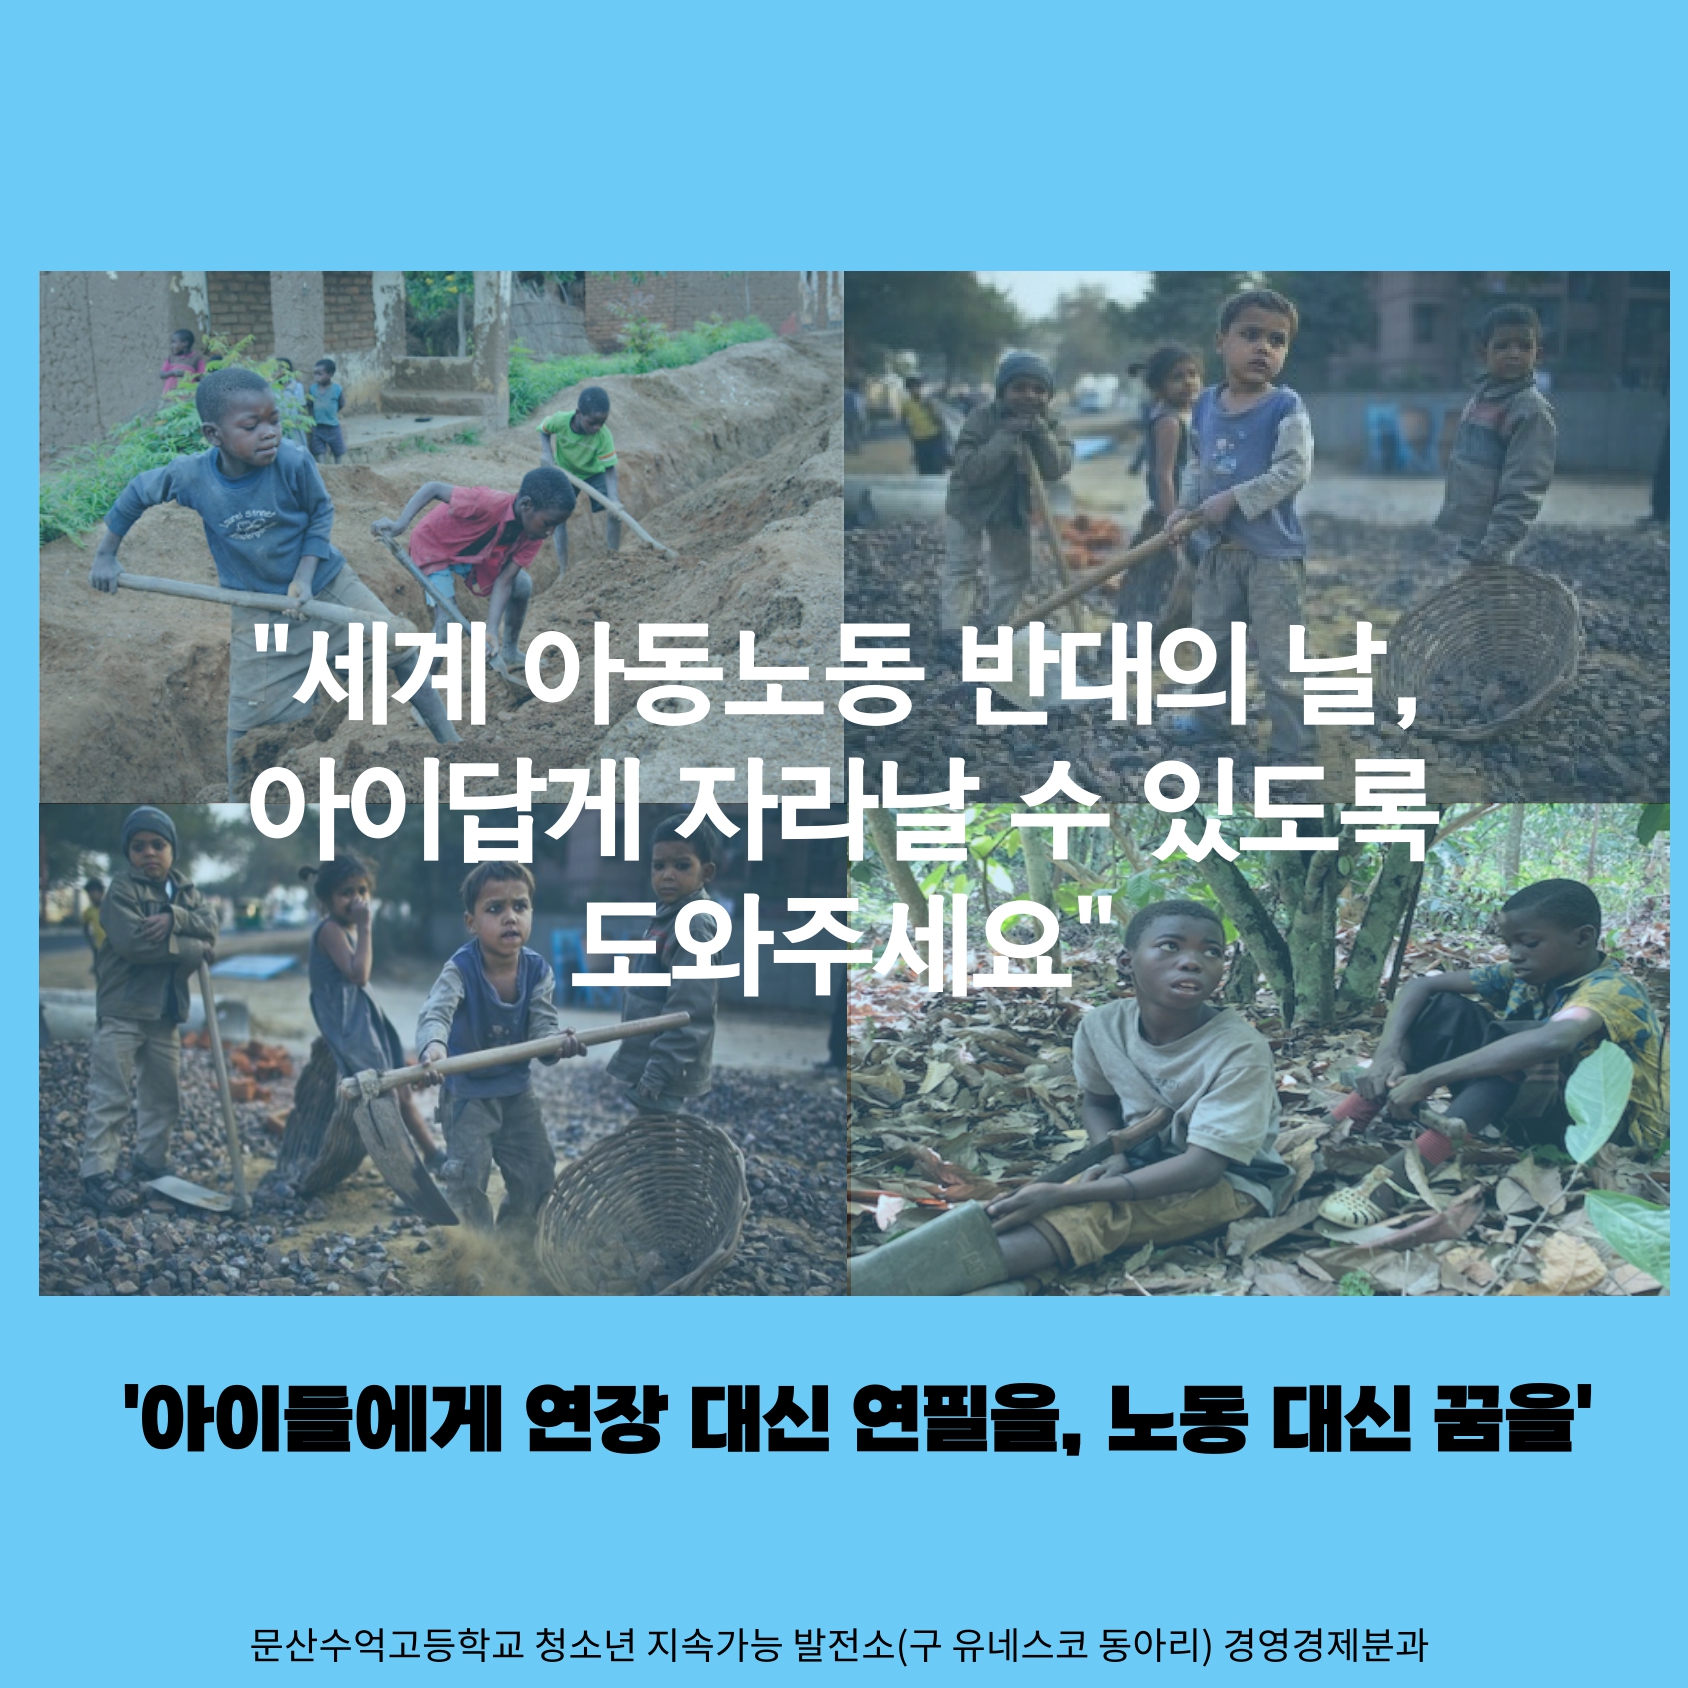 "세계 아동노동 반대의 날,
아이답게 자라날 수 있도록
도와주세요"
'아이들에게 연장 대신 연필을, 노동 대신 꿈을'
문산수억고등학교 청소년 지속가능 발전소(구 유네스코 동아리) 경영경제분과